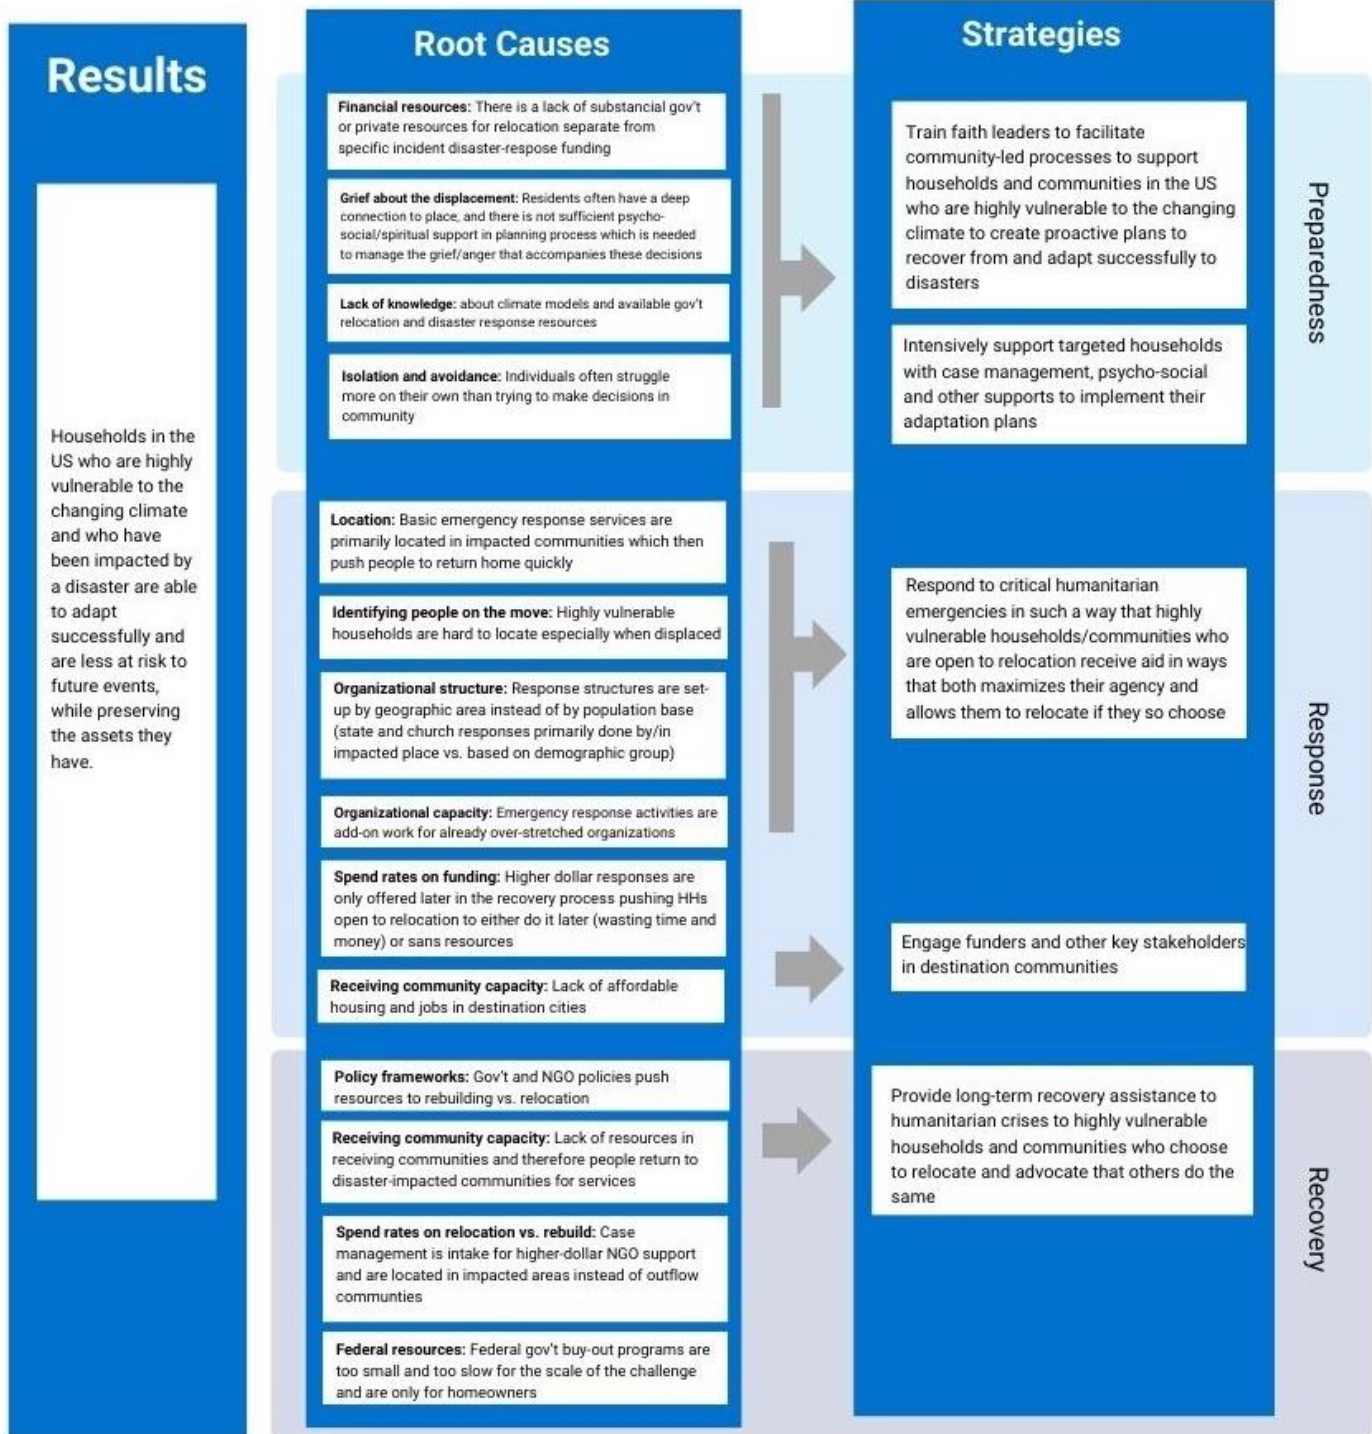 Results
Households in the
US who are highly
vulnerable to the
changing climate
and who have
been impacted by
a disaster are able
to adapt
successfully and
are less at risk to
future events,
while preserving
the assets they
have.
Root Causes
Financial resources: There is a lack of substancial gov't
or private resources for relocation separate from
specific incident disaster-respose funding
Grief about the displacement: Residents often have a deep
connection to place, and there is not sufficient psycho-
social/spiritual support in planning process which is needed
to manage the grief/anger that accompanies these decisions
Lack of knowledge: about climate models and available gov't
relocation and disaster response resources
Isolation and avoidance: Individuals often struggle
more on their own than trying to make decisions in
community
Location: Basic emergency response services are
primarily located in impacted communities which then
push people to return home quickly
Identifying people on the move: Highly vulnerable
households are hard to locate especially when displaced
Organizational structure: Response structures are set-
up by geographic area instead of by population base
(state and church responses primarily done by/in
impacted place vs. based on demographic group)
Organizational capacity: Emergency response activities are
add-on work for already over-stretched organizations
Spend rates on funding: Higher dollar responses are
only offered later in the recovery process pushing HHs
open to relocation to either do it later (wasting time and
money) or sans resources
Receiving community capacity: Lack of affordable
housing and jobs in destination cities
Policy frameworks: Gov't and NGO policies push
resources to rebuilding vs. relocation
Receiving community capacity: Lack of resources in
receiving communities and therefore people return to
disaster-impacted communities for services
Spend rates on relocation vs. rebuild: Case
management is intake for higher-dollar NGO support
and are located in impacted areas instead of outflow
communties
Federal resources: Federal gov't buy-out programs are
too small and too slow for the scale of the challenge
and are only for homeowners
Strategies
Train faith leaders to facilitate
community-led processes to support
households and communities in the US
who are highly vulnerable to the changing
climate to create proactive plans to
recover from and adapt successfully to
disasters
Intensively support targeted households
with case management, psycho-social
and other supports to implement their
adaptation plans
Respond to critical humanitarian
emergencies in such a way that highly
vulnerable households/communities who
are open to relocation receive aid in ways
that both maximizes their agency and
allows them to relocate if they so choose
Engage funders and other key stakeholders
in destination communities
Provide long-term recovery assistance to
humanitarian crises to highly vulnerable
households and communities who choose
to relocate and advocate that others do the
same
Preparedness
Response
Recovery